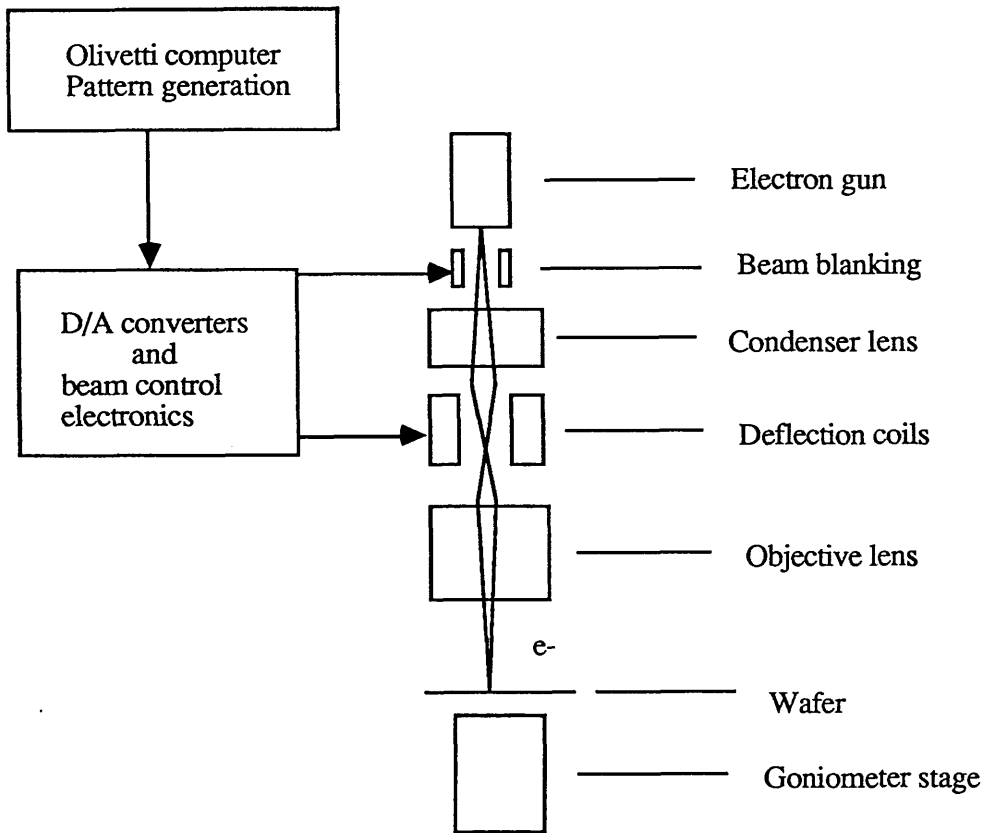 Olivetti computer
Pattern generation
D/A converters
and
beam control
electronics
Electron gun
Beam blanking
Condenser lens
Deflection coils
Objective lens
e-
Wafer
Goniometer stage